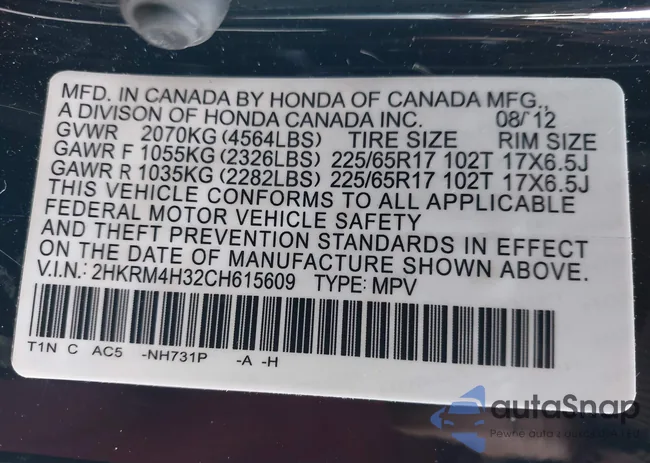 MFD. IN CANADA BY HONDA OF CANADA MFG.,
A DIVISION OF HONDA CANADA INC. 08/12
GVWR 2070KG (4564LBS) TIRE SIZE RIM SIZE
GAWR F 1055KG (2326LBS) 225/65R17 102T 17X6.5J
GAWR R 1035KG (2282LBS) 225/65R17 102T 17X6.5J
THIS VEHICLE CONFORMS TO ALL APPLICABLE
FEDERAL MOTOR VEHICLE SAFETY
AND THEFT PREVENTION STANDARDS IN EFFECT
ON THE DATE OF MANUFACTURE SHOWN ABOVE.
V.I.N.: 2HKRM4H32CH615609 TYPE: MPV
T1N C AC5 -NH731P -A -H
autoSnap
Pewne auta z